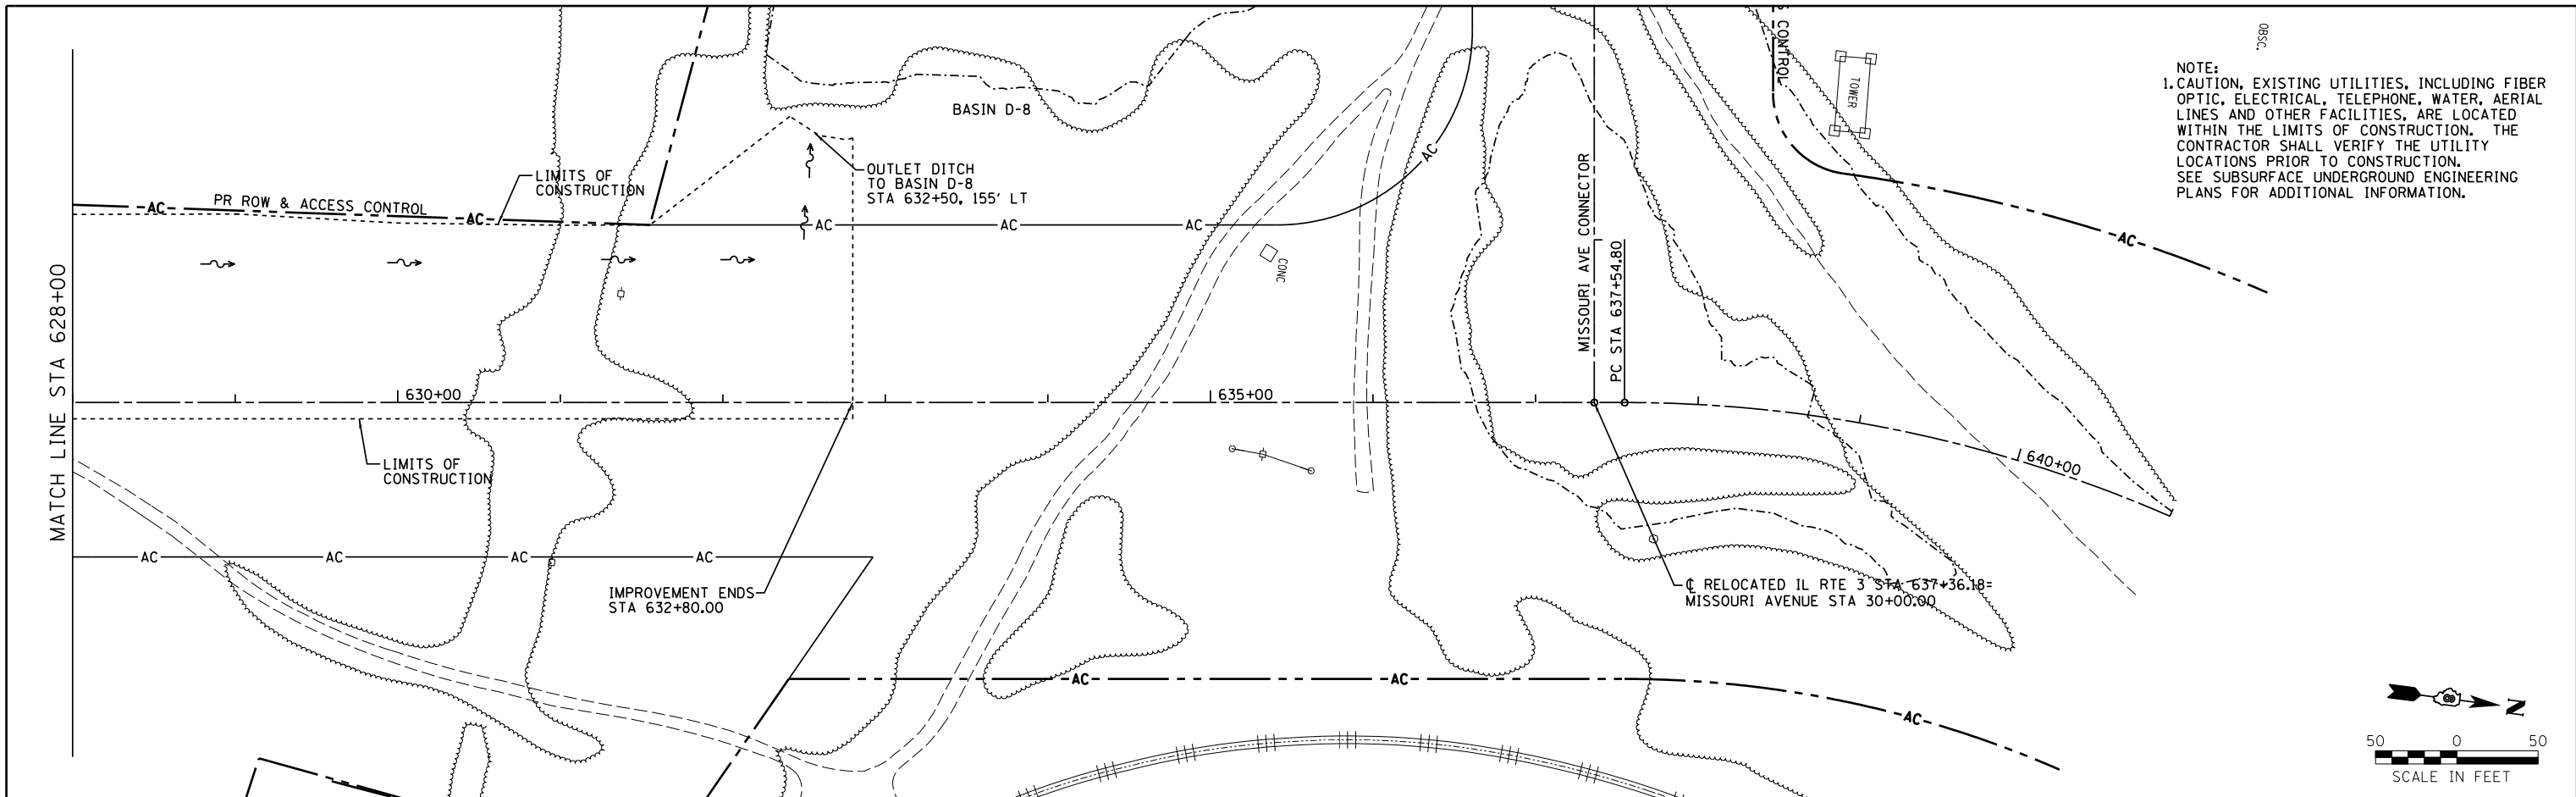 S CONTROL
OBSC.
TOWER
NOTE:
1. CAUTION, EXISTING UTILITIES, INCLUDING FIBER
OPTIC, ELECTRICAL, TELEPHONE, WATER, AERIAL
LINES AND OTHER FACILITIES, ARE LOCATED
WITHIN THE LIMITS OF CONSTRUCTION. THE
CONTRACTOR SHALL VERIFY THE UTILITY
LOCATIONS PRIOR TO CONSTRUCTION.
SEE SUBSURFACE UNDERGROUND ENGINEERING
PLANS FOR ADDITIONAL INFORMATION.
BASIN D-8
OUTLET DITCH
TO BASIN D-8
STA 632+50, 155' LT
LIMITS OF
CONSTRUCTION
AC
PR ROW & ACCESS CONTROL
AC
AC
AC
AC
AC
AC
CONC
MISSOURI AVE CONNECTOR
PC STA 637+54.80
MATCH LINE STA 628+00
630+00
635+00
640+00
LIMITS OF
CONSTRUCTION
AC
AC
AC
AC
IMPROVEMENT ENDS
STA 632+80.00
℄ RELOCATED IL RTE 3 STA 637+36.18=
MISSOURI AVENUE STA 30+00.00
AC
AC
AC
N
50 0 50
SCALE IN FEET